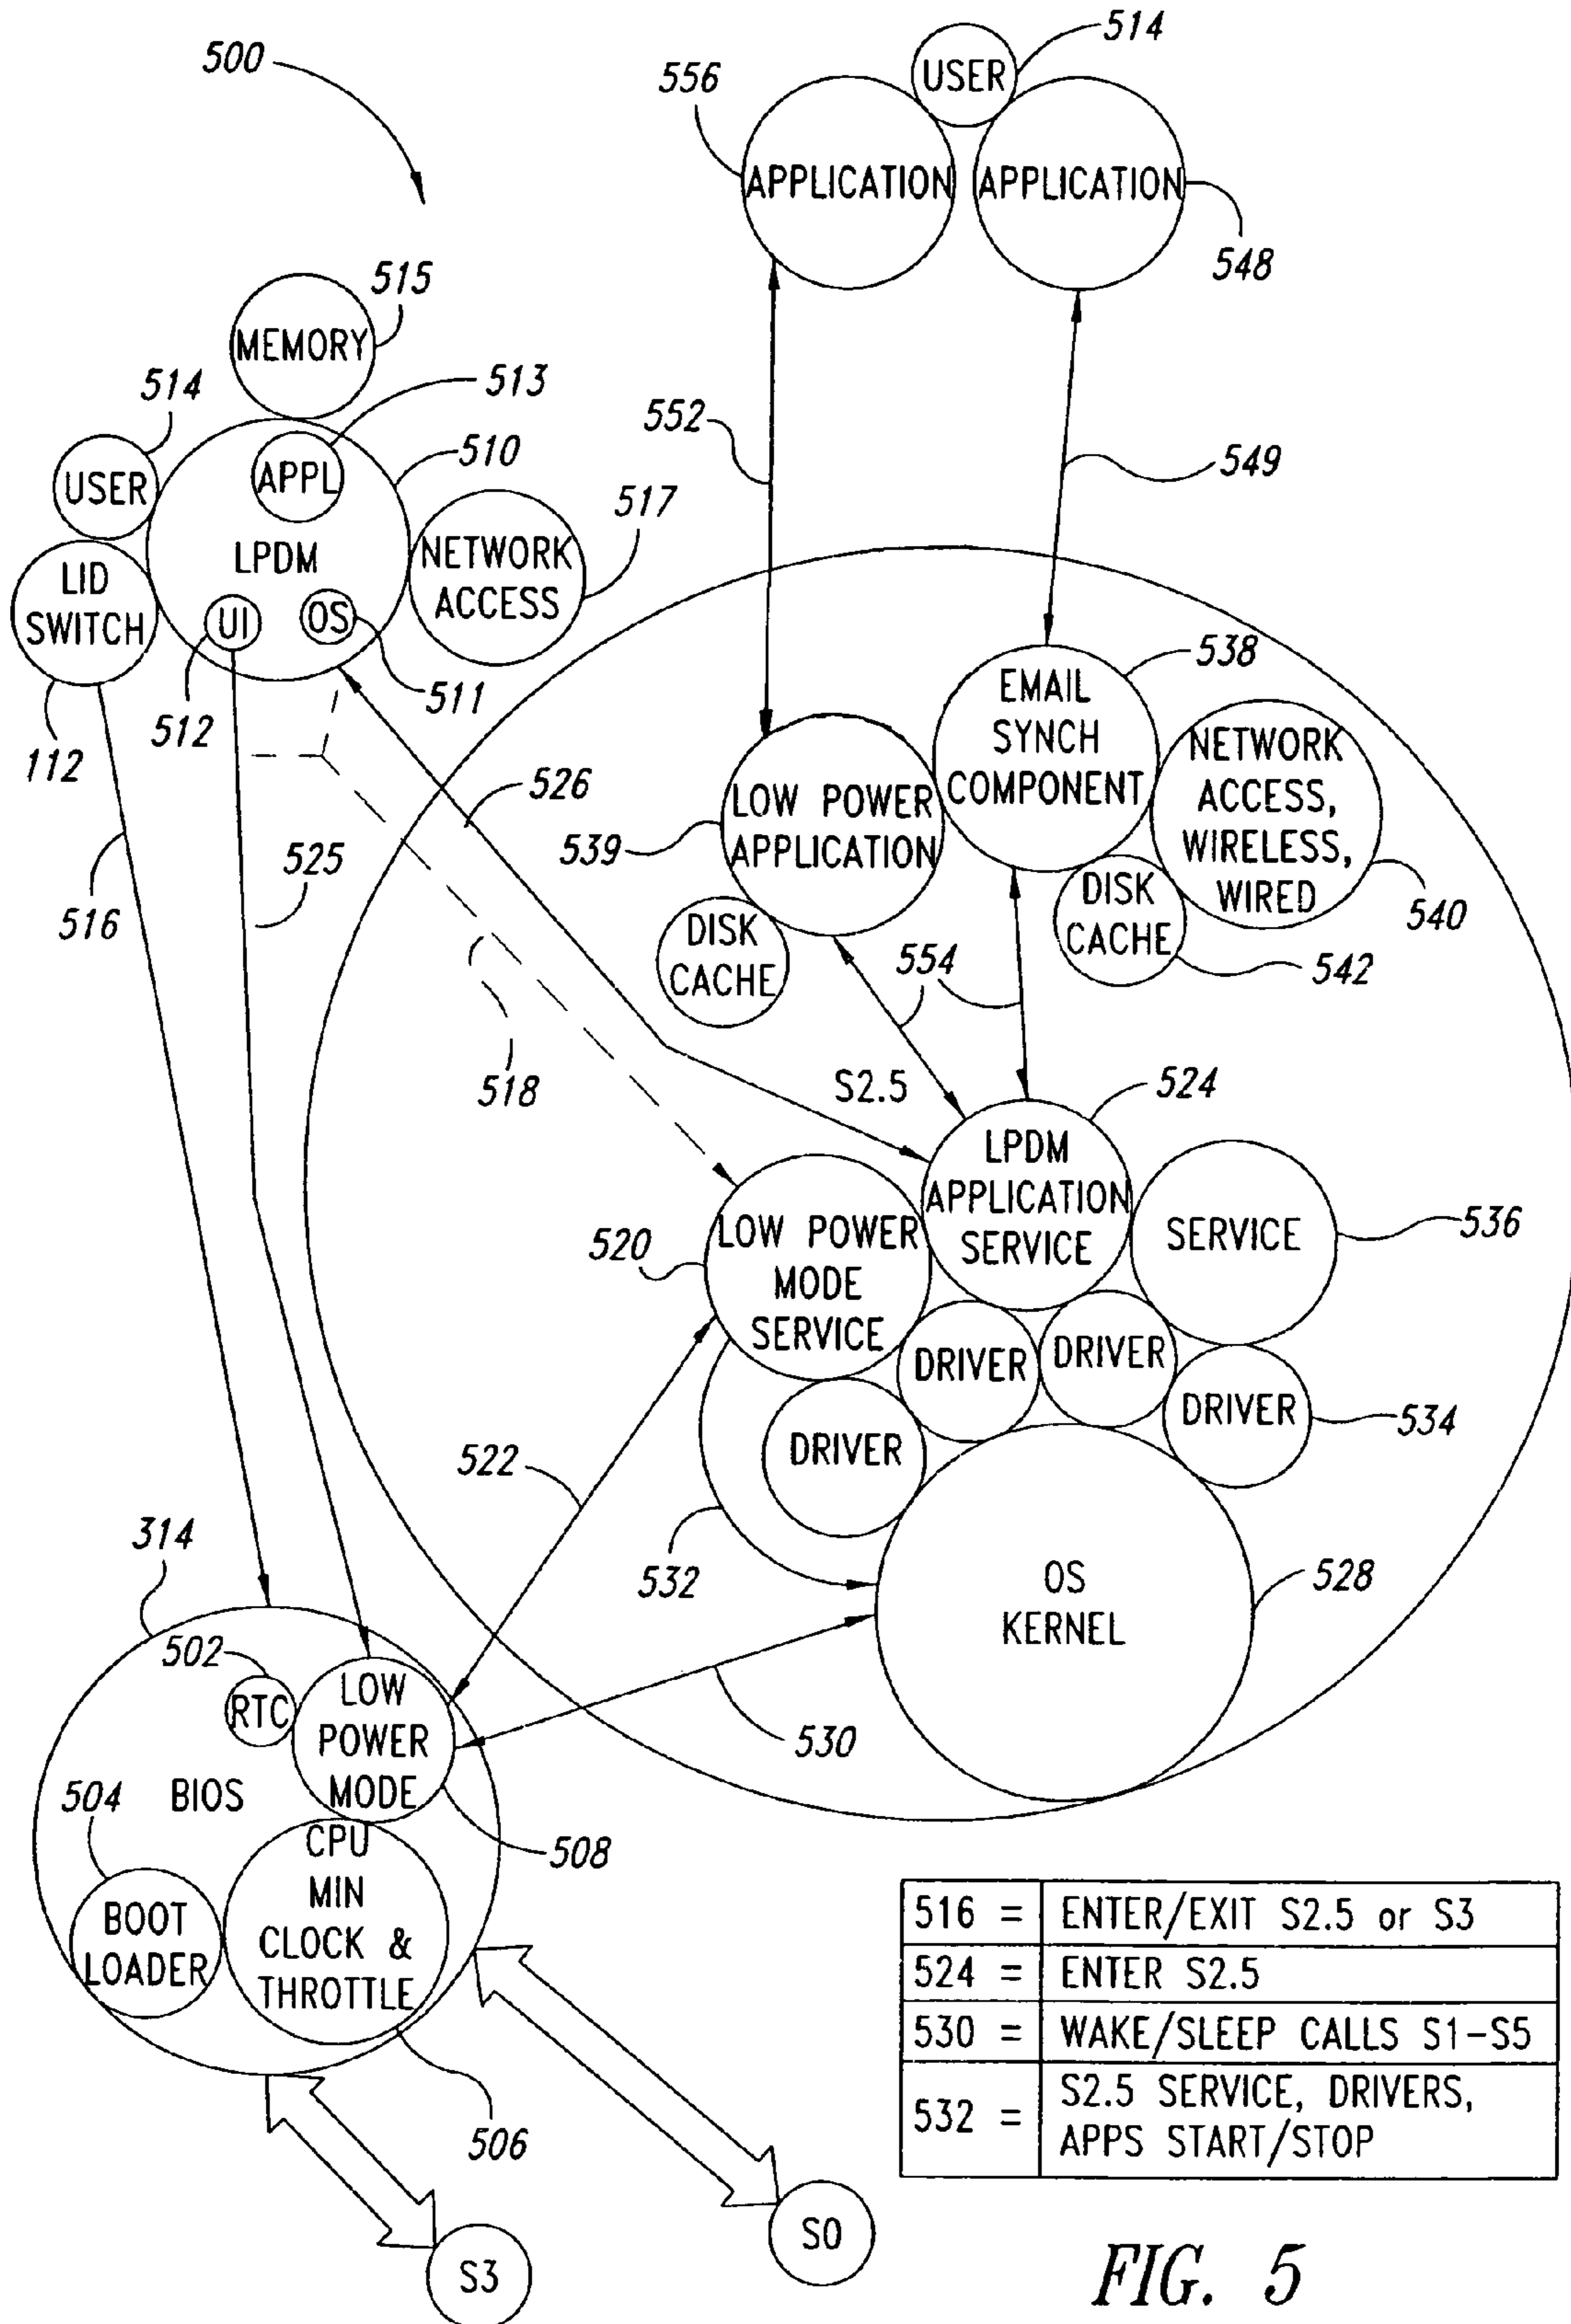 500
514
USER
556
APPLICATION
APPLICATION
548
515
MEMORY
513
514
APPL
510
USER
552
549
517
LPDM
NETWORK
ACCESS
LID
SWITCH
UI
OS
511
512
112
538
EMAIL
SYNCH
COMPONENT
NETWORK
ACCESS,
WIRELESS,
WIRED
540
526
LOW POWER
APPLICATION
539
525
516
DISK
CACHE
DISK
CACHE
542
554
518
S2.5
524
LPDM
APPLICATION
SERVICE
LOW POWER
MODE
SERVICE
520
SERVICE
536
DRIVER
DRIVER
DRIVER
534
DRIVER
522
532
314
OS
KERNEL
528
502
RTC
LOW
POWER
MODE
530
504
BIOS
508
CPU
MIN
CLOCK &
THROTTLE
BOOT
LOADER
506
S3
S0
516 = ENTER/EXIT S2.5 or S3
524 = ENTER S2.5
530 = WAKE/SLEEP CALLS S1-S5
532 = S2.5 SERVICE, DRIVERS,
APPS START/STOP
FIG. 5